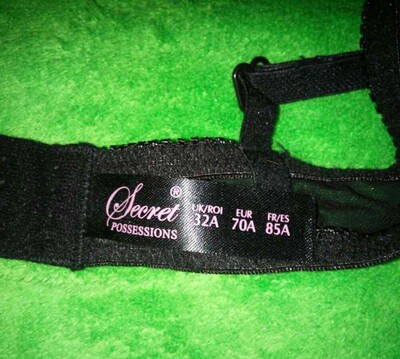 Secret®
POSSESSIONS
UK/ROI EUR FR/ES
32A 70A 85A